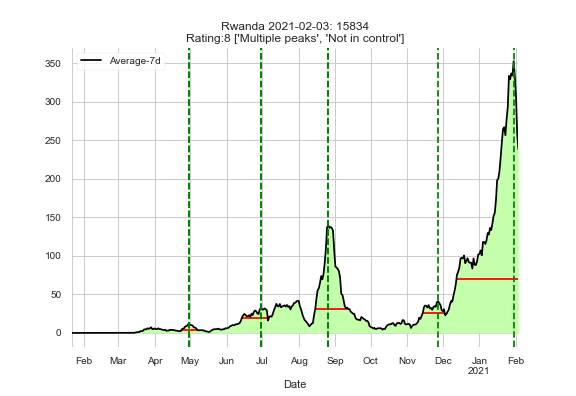 Rwanda 2021-02-03: 15834
Rating:8 ['Multiple peaks', 'Not in control']
Average-7d
350
300
250
200
150
100
50
0
Feb Mar Apr May Jun Jul Aug Sep Oct Nov Dec Jan Feb
2021
Date